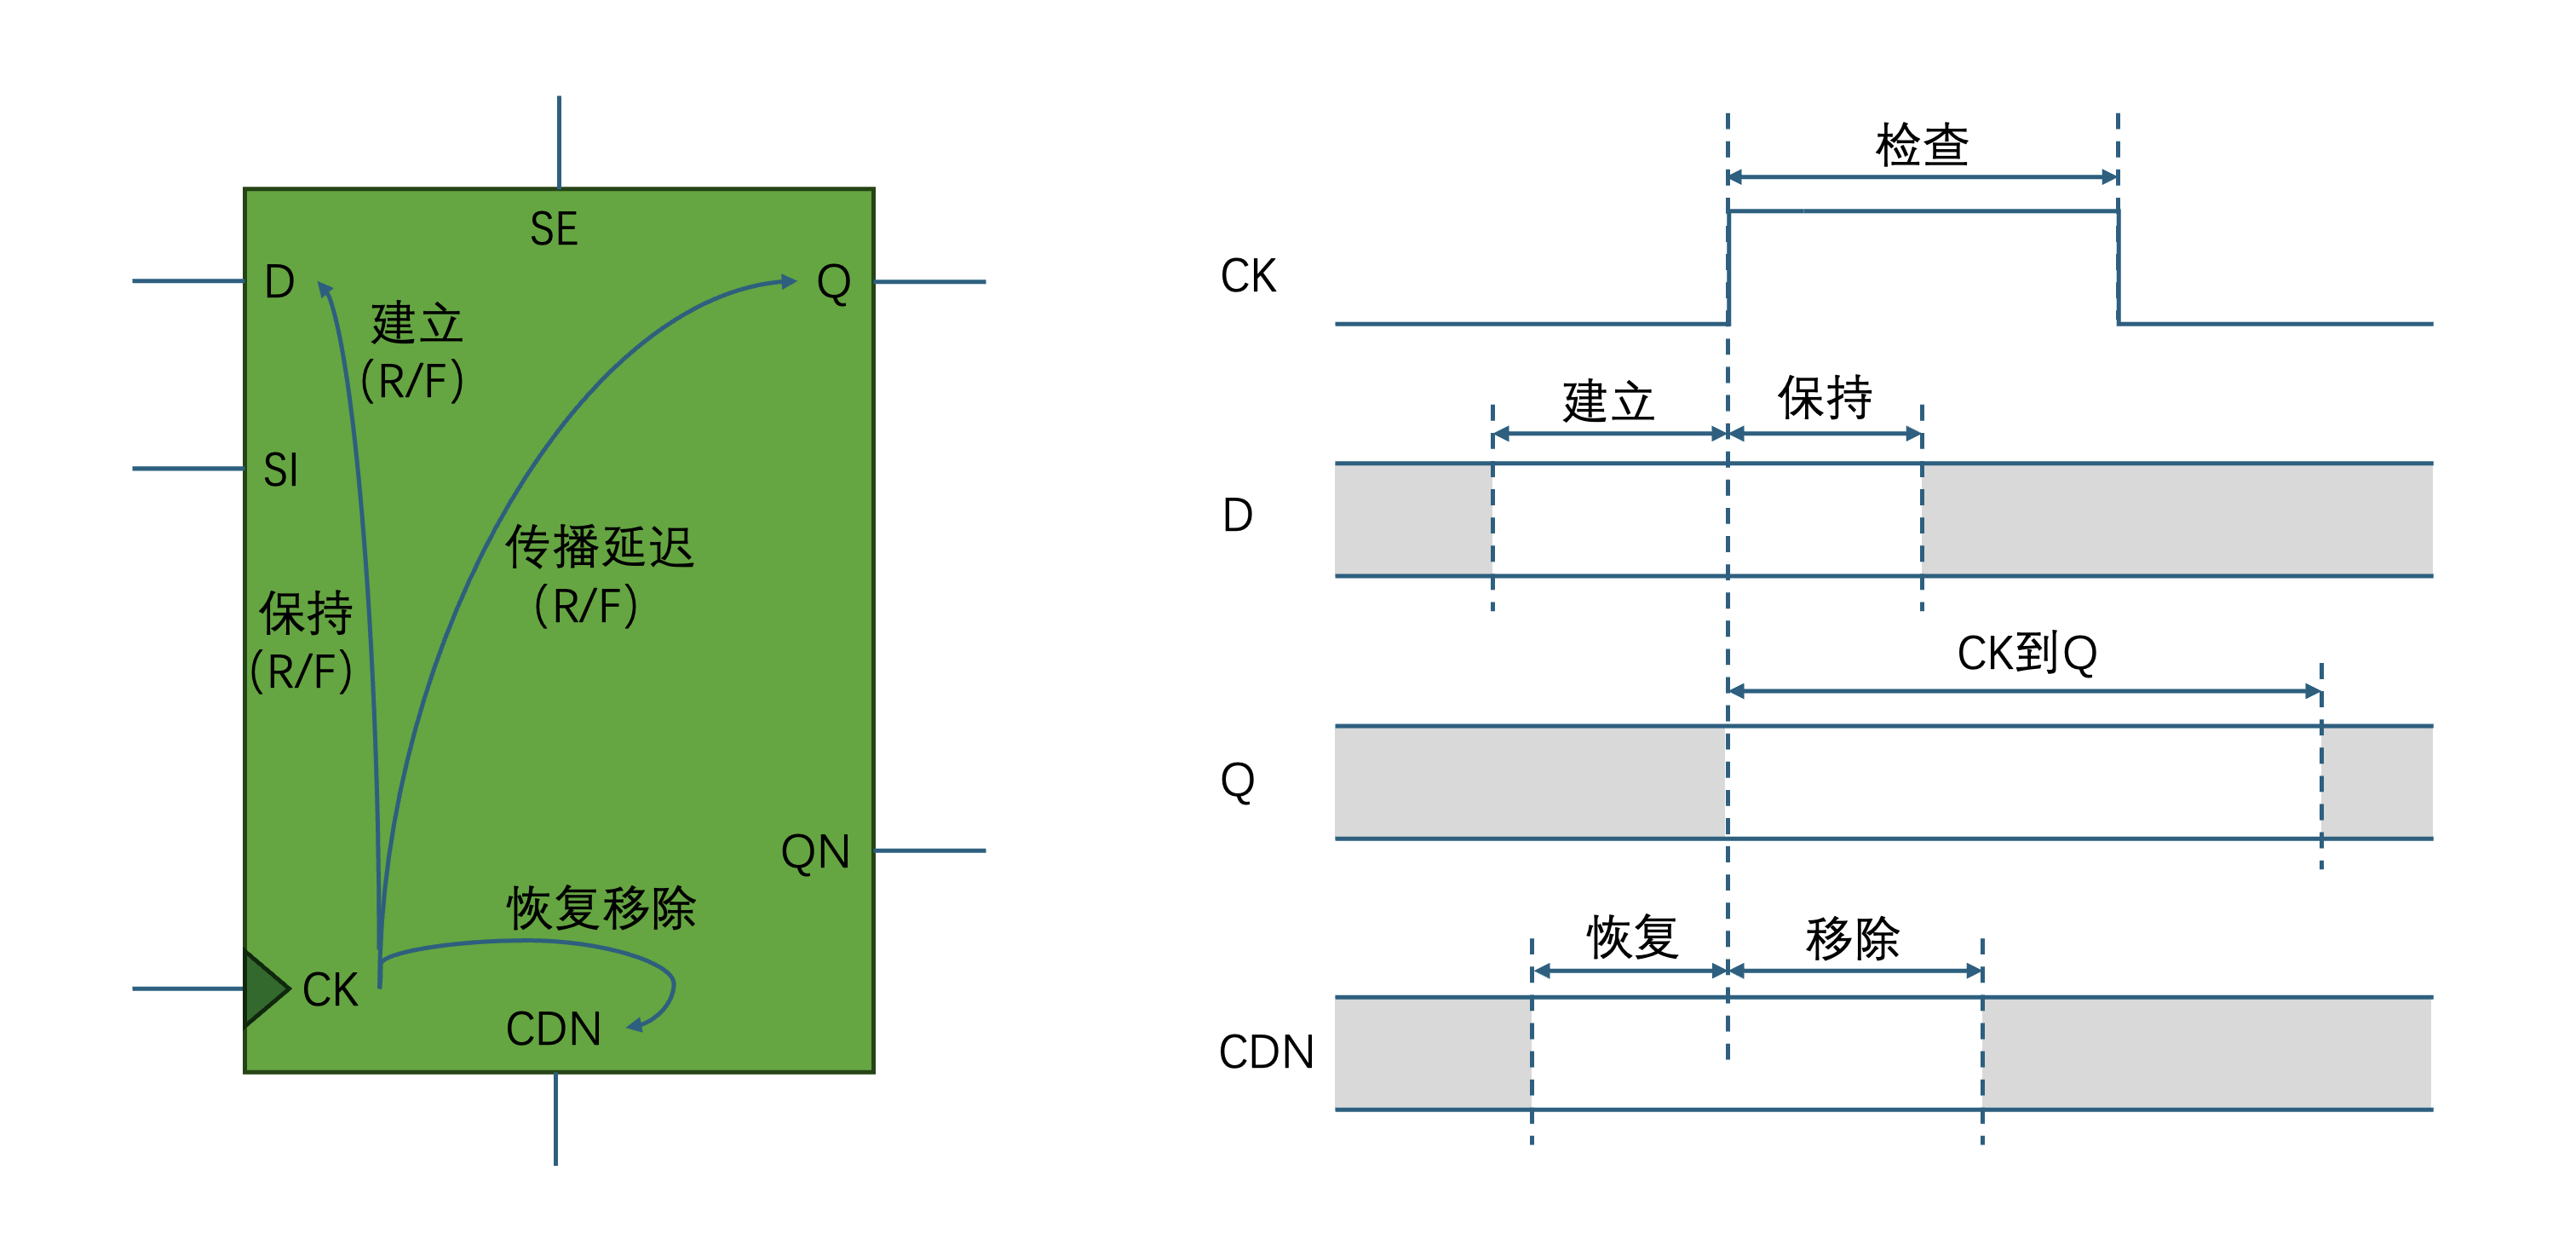 SE
D
Q
建立
(R/F)
SI
传播延迟
(R/F)
保持
(R/F)
QN
恢复移除
CK
CDN
检查
CK
建立
保持
D
CK到Q
Q
恢复
移除
CDN